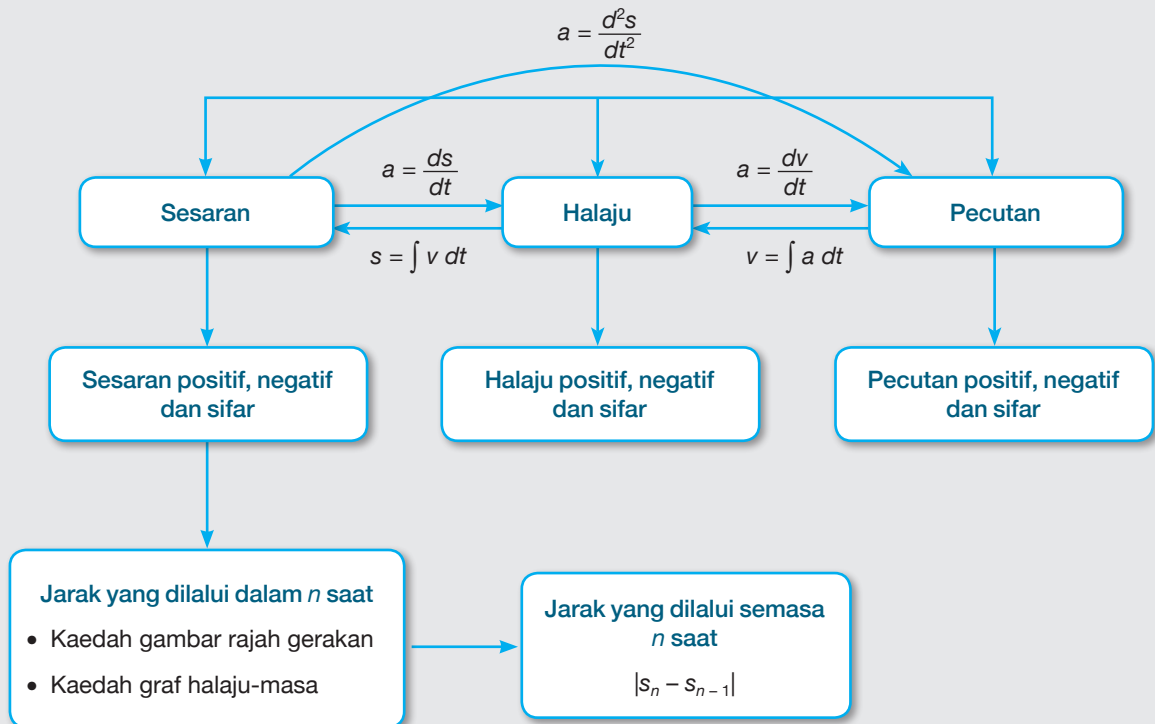 a = d²s/dt²
a = ds/dt
a = dv/dt
Sesaran
Halaju
Pecutan
s = ∫ v dt
v = ∫ a dt
Sesaran positif, negatif
dan sifar
Halaju positif, negatif
dan sifar
Pecutan positif, negatif
dan sifar
Jarak yang dilalui dalam n saat
• Kaedah gambar rajah gerakan
• Kaedah graf halaju-masa
Jarak yang dilalui semasa
n saat
|sₙ – sₙ ₋ ₁|